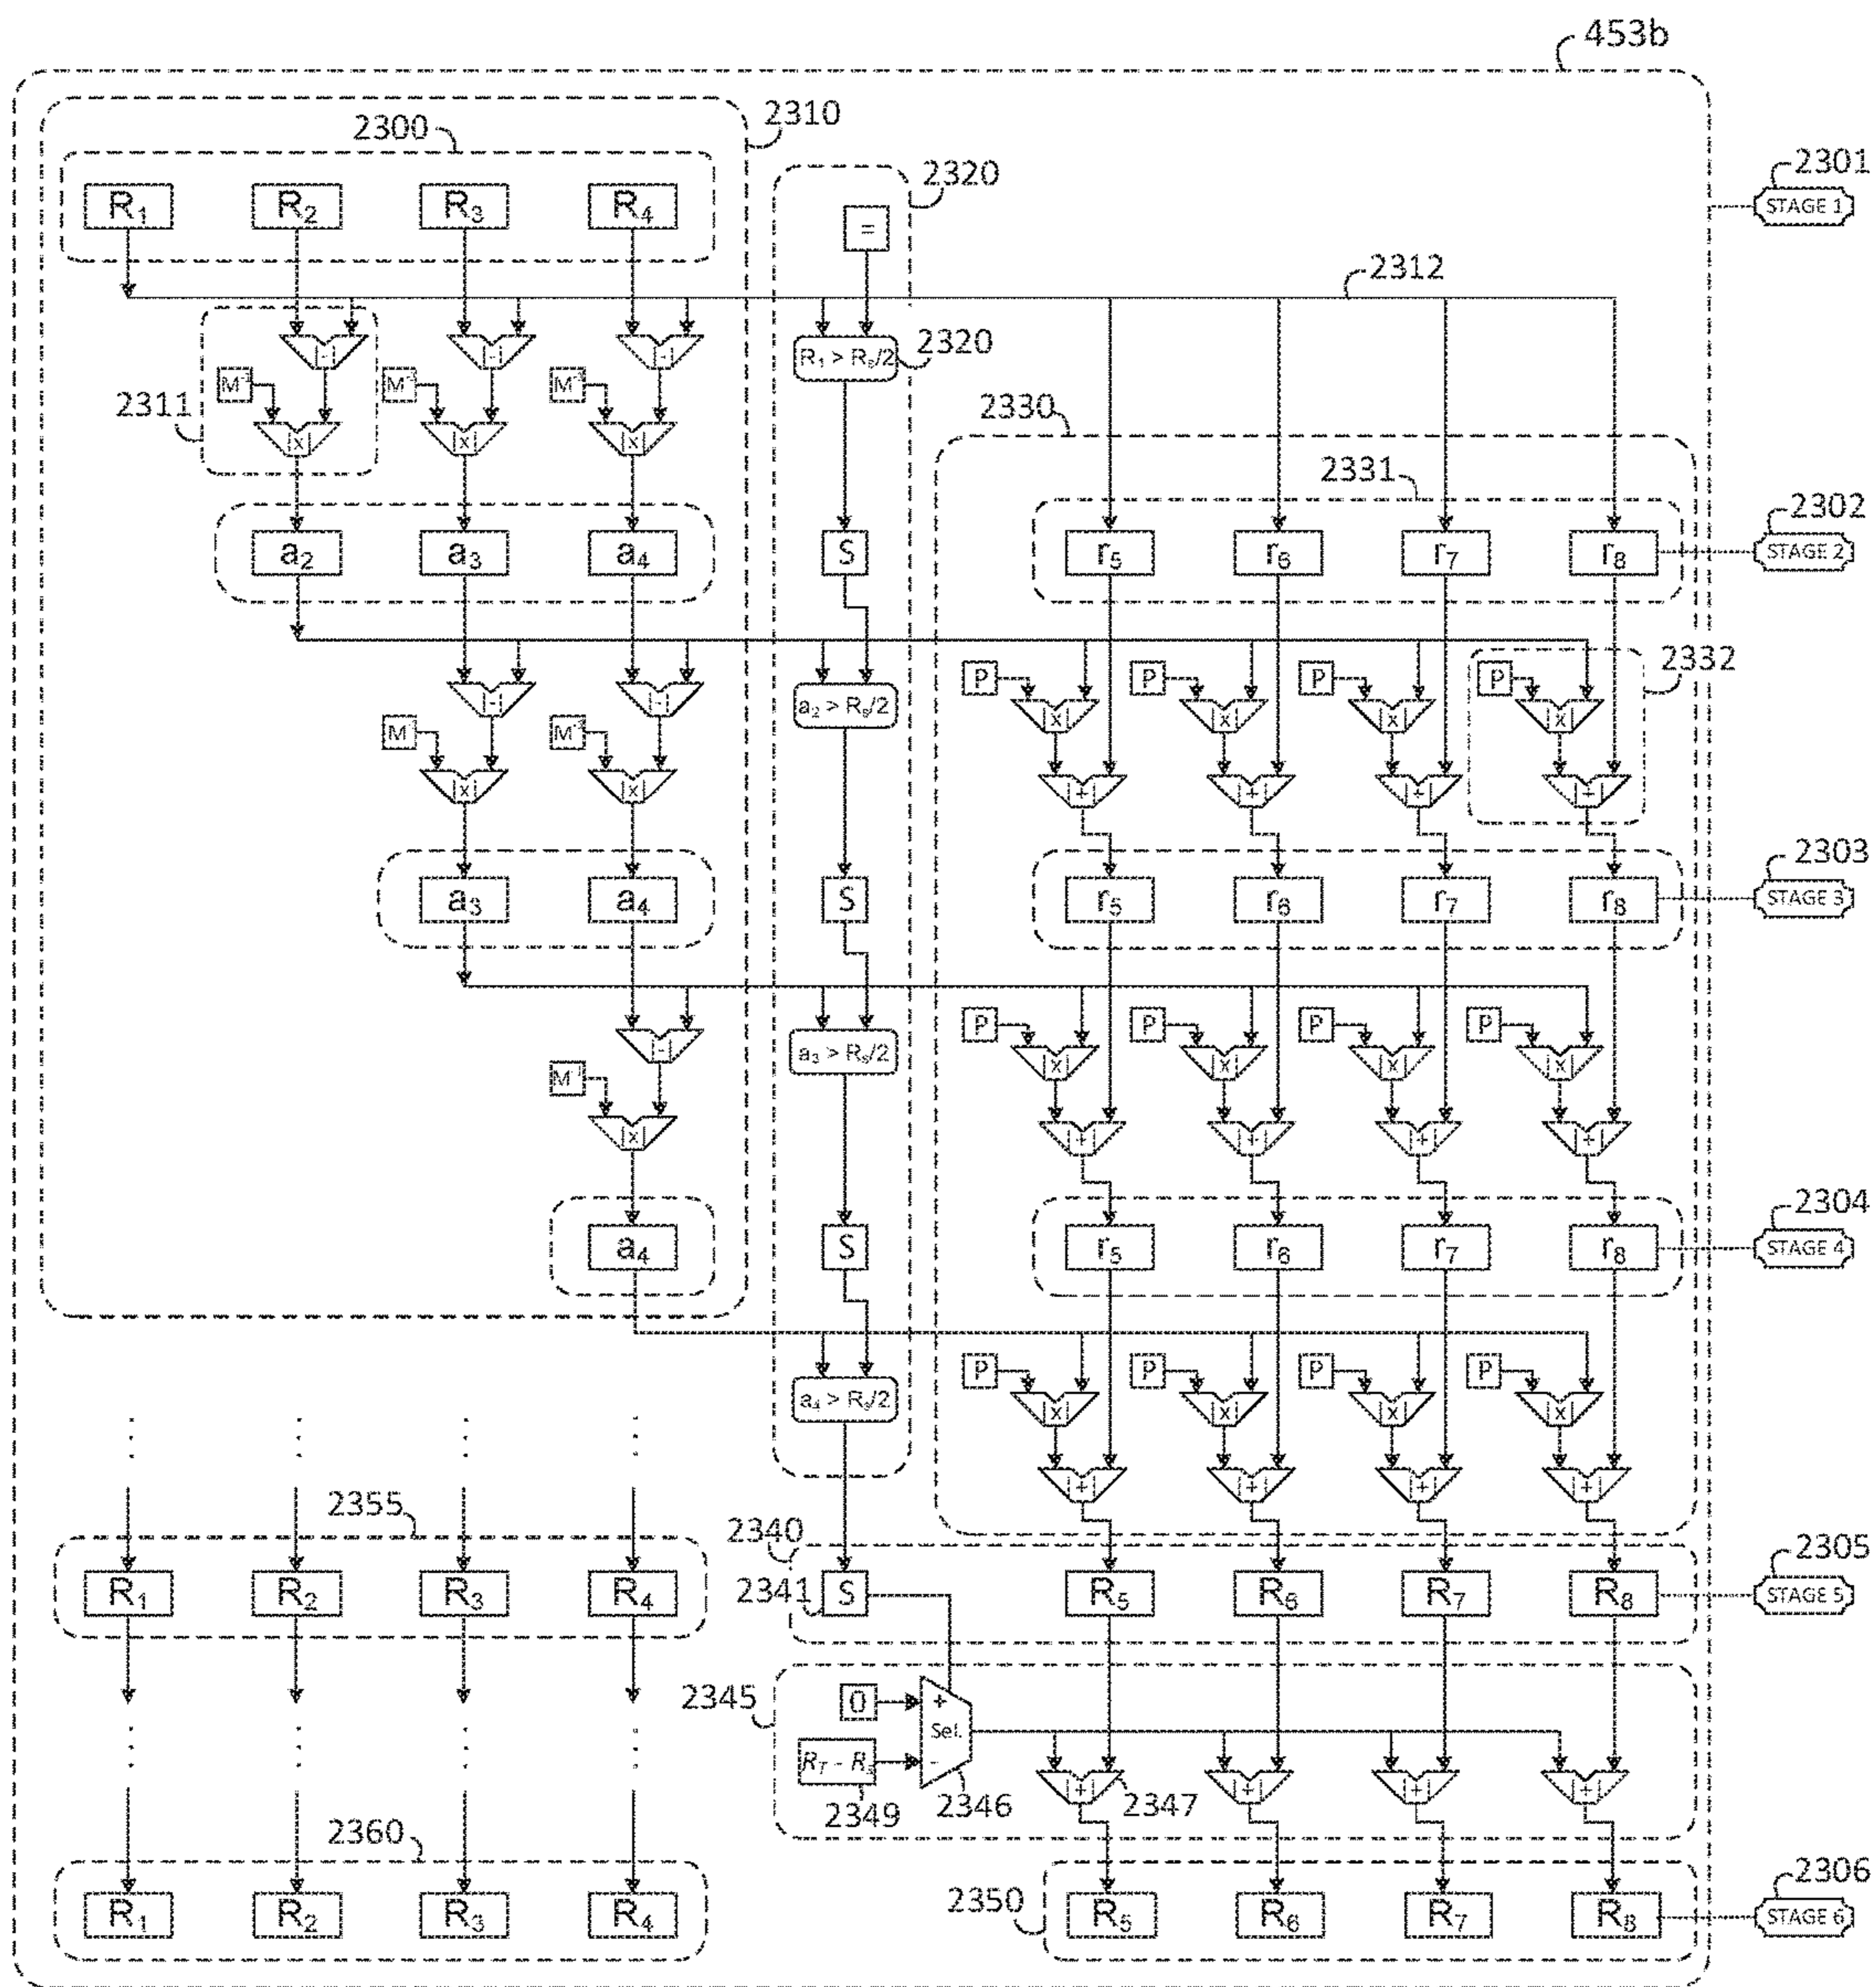 453b
2310
2300
2301
R1 R2 R3 R4
2320
=
STAGE 1
2312
- - -
R1 > RS/2
2320
M-1 M-1 M-1
2311
x x x
2330
2331
2302
a2 a3 a4 S r5 r6 r7 r8 STAGE 2
2332
P P P P
- - a2 > RS/2 x x x x
M-1 M-1
x x + + + +
2303
a3 a4 S r5 r6 r7 r8 STAGE 3
P P P P
- a3 > RS/2 x x x x
M-1
x + + + +
2304
a4 S r5 r6 r7 r8 STAGE 4
P P P P
a4 > RS/2 x x x x
+ + + +
2355
2340
2305
R1 R2 R3 R4 2341 S R5 R6 R7 R8 STAGE 5
2345
0 +
Sel.
RT - RS -
+ + + +
2349 2346 2347
2360
2306
2350
R1 R2 R3 R4 R5 R6 R7 R8 STAGE 6